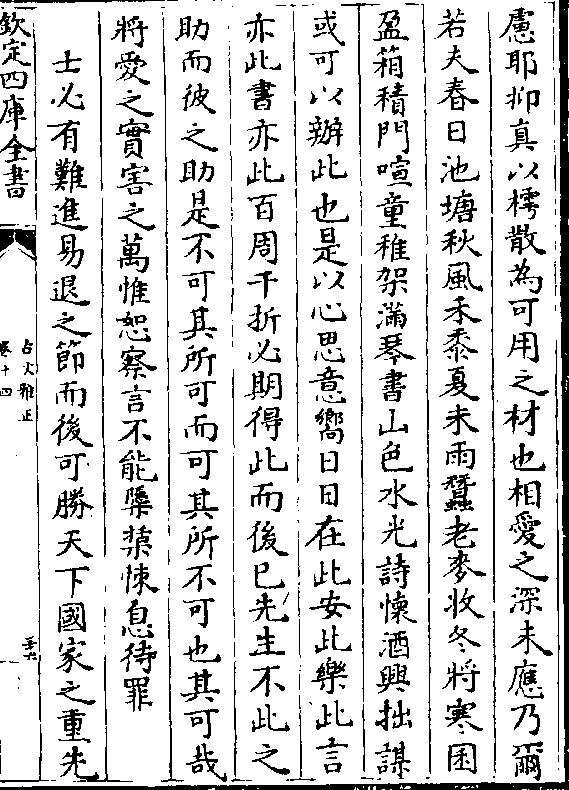 慮耶抑真以樗散為可用之材也相愛之深未應乃爾
若夫春日池塘秋風禾黍夏未雨蠶老麥收冬將寒囷
盈箱積門喧童稚架滿琴書山色水光詩懷酒興拙謀
或可以辦此也是以心思意嚮日日在此安此樂此言
亦此書亦此百周千折必期得此而後已先生不此之
助而彼之助是不可其所可而可其所不可也其可哉
將愛之實害之萬惟恕察言不能檃栝悚息待罪
士必有難進易退之節而後可勝天下國家之重先
欽定四庫全書
古文雅正
卷十四
三六